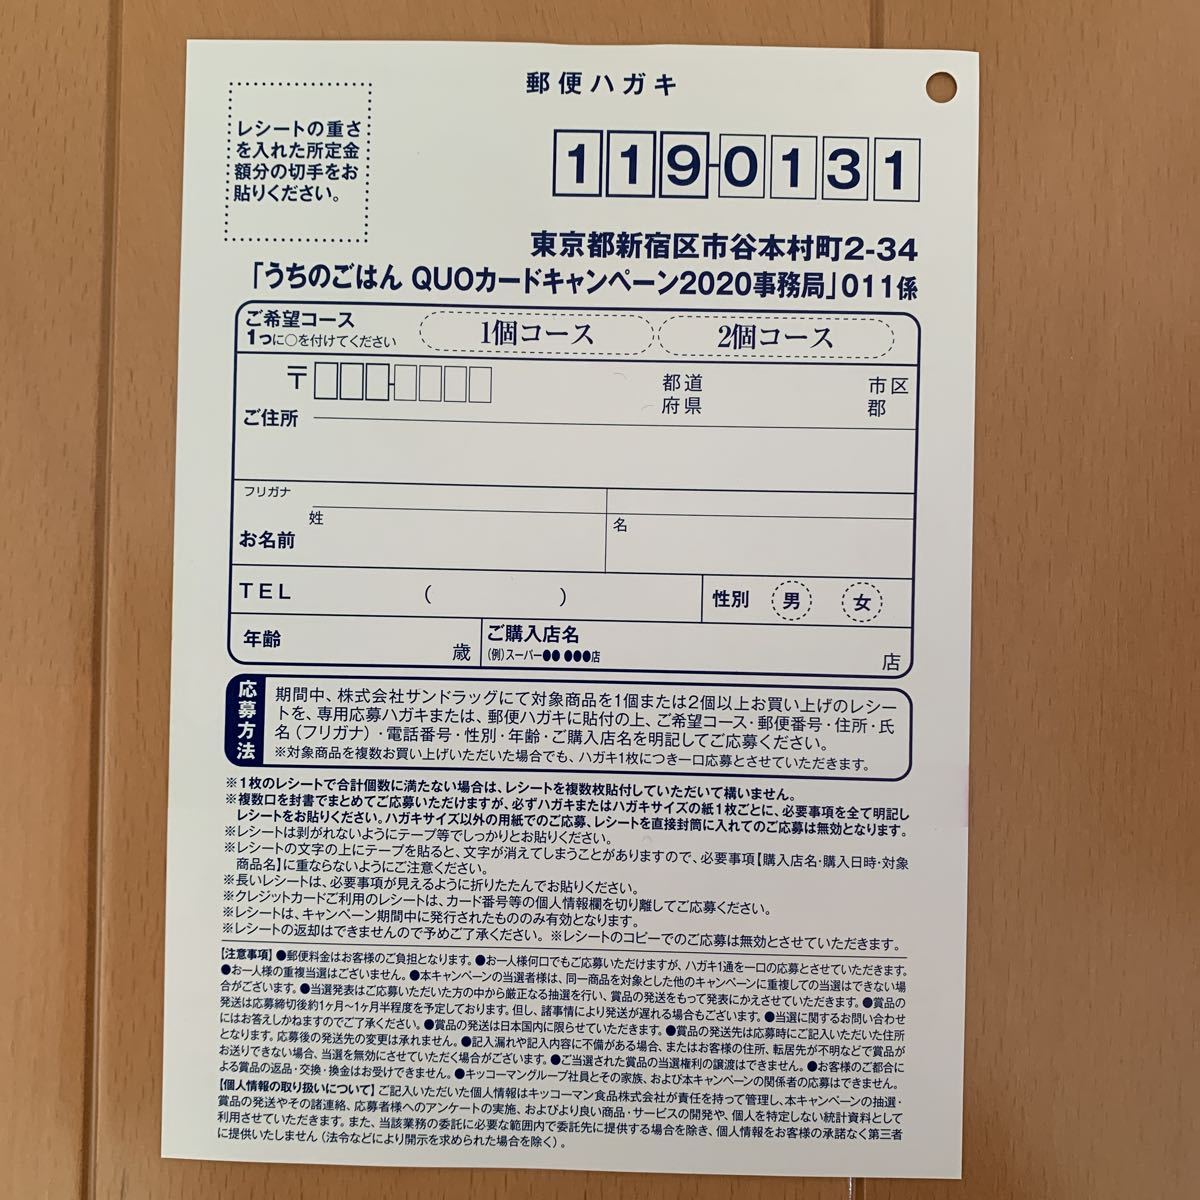 郵便ハガキ
レシートの重さ
を入れた所定金
額分の切手をお
貼りください。
119-0131
東京都新宿区市谷本村町2-34
「うちのごはん QUOカードキャンペーン2020事務局」011係
ご希望コース
1つに○を付けてください
1個コース
2個コース
〒
都道
府県
市区
郡
ご住所
フリガナ
姓
名
お名前
TEL
(
)
性別
男
女
年齢
歳
ご購入店名
(例)スーパー●● ●●●店
店
応募方法
期間中、株式会社サンドラッグにて対象商品を1個または2個以上お買い上げのレシー
トを、専用応募ハガキまたは、郵便ハガキに貼付の上、ご希望コース・郵便番号・住所・氏
名(フリガナ)・電話番号・性別・年齢・ご購入店名を明記してご応募ください。
※対象商品を複数お買い上げいただいた場合でも、ハガキ1枚につき一口応募とさせていただきます。
※1枚のレシートで合計個数に満たない場合は、レシートを複数枚貼付していただいて構いません。
※複数口を封書でまとめてご応募いただけますが、必ずハガキまたはハガキサイズの紙1枚ごとに、必要事項を全て明記し
レシートをお貼りください。ハガキサイズ以外の用紙でのご応募、レシートを直接封筒に入れてのご応募は無効となります。
※レシートは剥がれないようにテープ等でしっかりとお貼りください。
※レシートの文字の上にテープを貼ると、文字が消えてしまうことがありますので、必要事項【購入店名・購入日時・対象
商品名】に重ならないようにご注意ください。
※長いレシートは、必要事項が見えるように折りたたんでお貼りください。
※クレジットカードご利用のレシートは、カード番号等の個人情報欄を切り離してご応募ください。
※レシートは、キャンペーン期間中に発行されたもののみ有効となります。
※レシートの返却はできませんので予めご了承ください。 ※レシートのコピーでのご応募は無効とさせていただきます。
【注意事項】●郵便料金はお客様のご負担となります。●お一人様何口でもご応募いただけますが、ハガキ1通を一口の応募とさせていただきます。
●お一人様の重複当選はございません。●本キャンペーンの当選者様は、同一商品を対象とした他のキャンペーンに重複しての当選はできない場
合がございます。●当選発表はご応募いただいた方の中から厳正なる抽選を行い、賞品の発送をもって発表にかえさせていただきます。●賞品の
発送は応募締切後約1ヶ月~1ヶ月半程度を予定しております。但し、諸事情により発送が遅れる場合もございます。●当選に関するお問い合わせ
にはお答えしかねますのでご了承ください。●賞品の発送は日本国内に限らせていただきます。●賞品の発送先は応募時にご記入いただいた住所
となります。応募後の発送先の変更は承れません。●記入漏れや記入内容に不備がある場合、またはお客様の住所、転居先が不明などで賞品が
お送りできない場合、当選を無効にさせていただく場合がございます。●ご当選された賞品の当選権利の譲渡はできません。●お客様のご都合に
よる賞品の返品・交換・換金はお受けできません。●キッコーマングループ社員とその家族、および本キャンペーンの関係者の応募はできません。
【個人情報の取り扱いについて】ご記入いただいた個人情報はキッコーマン食品株式会社が責任を持って管理し、本キャンペーンの抽選・
賞品の発送やその諸連絡、応募者様へのアンケートの実施、およびより良い商品・サービスの開発や、個人を特定しない統計資料として
利用させていただきます。また、当該業務の委託に必要な範囲内で委託先に提供する場合を除き、個人情報をお客様の承諾なく第三者
に提供いたしません(法令などにより開示を求められた場合を除く)。